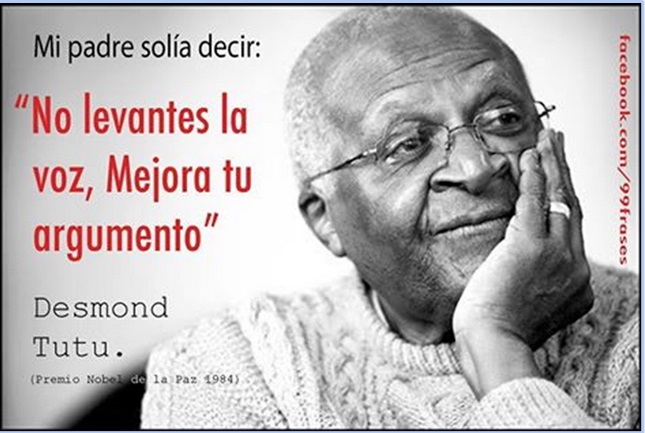 Mi padre solía decir:
“No levantes la
voz, Mejora tu
argumento”
Desmond
Tutu.
(Premio Nobel de la Paz 1984)
facebook.com/99frases